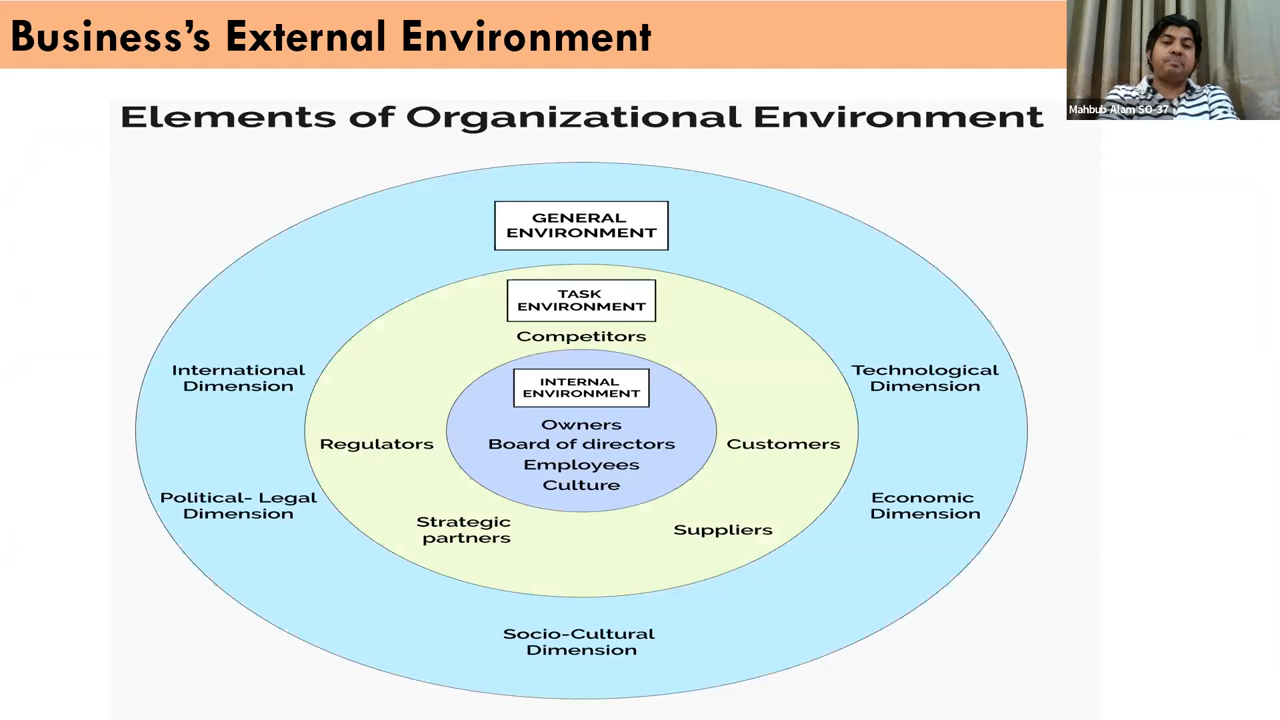 Business's External Environment
Mahbub Alam SO-37
Elements of Organizational Environment
GENERAL
ENVIRONMENT
TASK
ENVIRONMENT
Competitors
International
Dimension
Technological
Dimension
INTERNAL
ENVIRONMENT
Owners
Board of directors
Employees
Culture
Regulators
Customers
Political- Legal
Dimension
Economic
Dimension
Strategic
partners
Suppliers
Socio-Cultural
Dimension